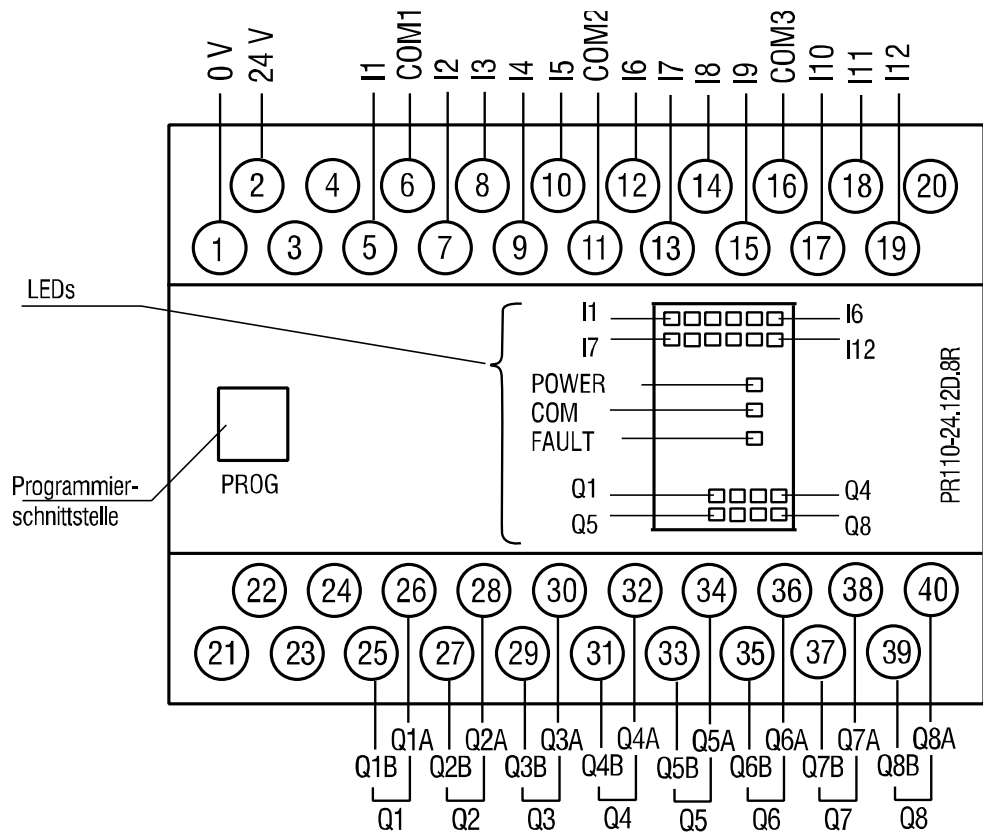 0 V 24 V I1 COM1 I2 I3 I4 I5 COM2 I6 I7 I8 I9 COM3 I10 I11 I12
2 4 6 8 10 12 14 16 18 20
1 3 5 7 9 11 13 15 17 19
LEDs
I1 I6
I7 I12
POWER
COM
FAULT
Q1 Q4
Q5 Q8
PROG
Programmier-
schnittstelle
PR110-24.12D.8R
22 24 26 28 30 32 34 36 38 40
21 23 25 27 29 31 33 35 37 39
Q1A Q2A Q3A Q4A Q5A Q6A Q7A Q8A
Q1B Q2B Q3B Q4B Q5B Q6B Q7B Q8B
Q1 Q2 Q3 Q4 Q5 Q6 Q7 Q8